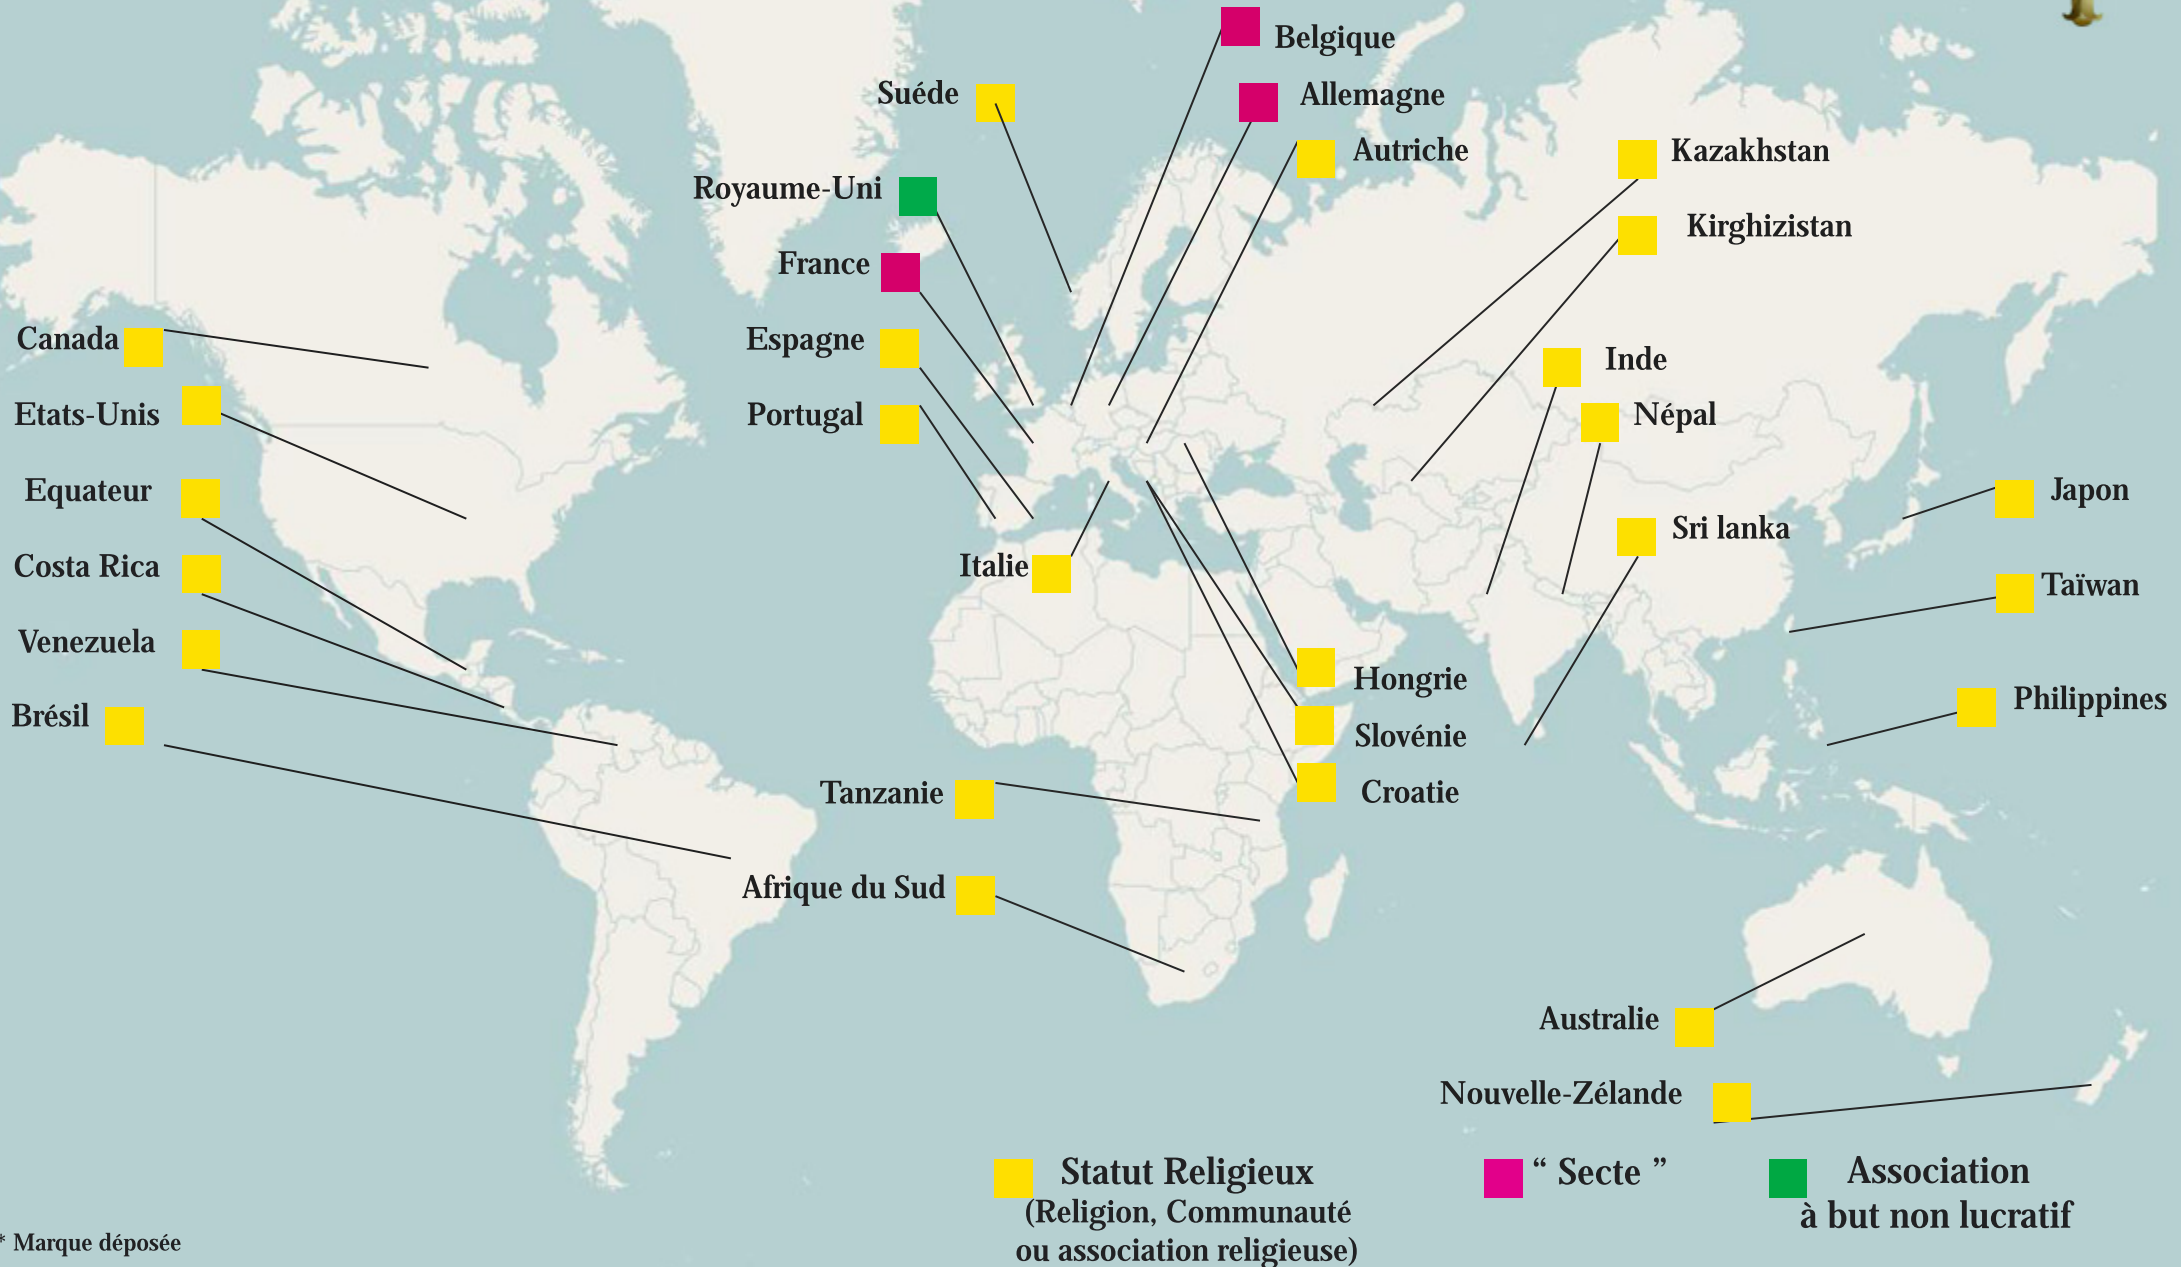 Belgique
Suéde
Allemagne
Autriche
Kazakhstan
Royaume-Uni
Kirghizistan
France
Canada
Espagne
Inde
Etats-Unis
Portugal
Népal
Equateur
Japon
Sri lanka
Costa Rica
Italie
Taïwan
Venezuela
Hongrie
Philippines
Brésil
Slovénie
Tanzanie
Croatie
Afrique du Sud
Australie
Nouvelle-Zélande
Statut Religieux
(Religion, Communauté
ou association religieuse)
“ Secte ”
Association
à but non lucratif
* Marque déposée